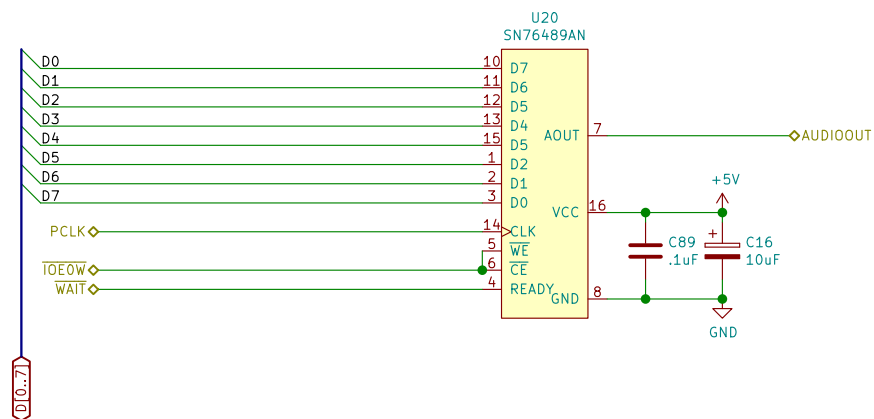 U20
SN76489AN
D0 10 D7
D1 11 D6
D2 12 D5
D3 13 D4
D4 15 D5
D5 1 D2
D6 2 D1
D7 3 D0
AOUT 7 AUDIOOUT
+5V
VCC 16
PCLK 14 CLK
5 WE
IOE0W 6 CE
WAIT 4 READY
GND 8
+
C89
.1uF
C16
10uF
GND
D[0..7]